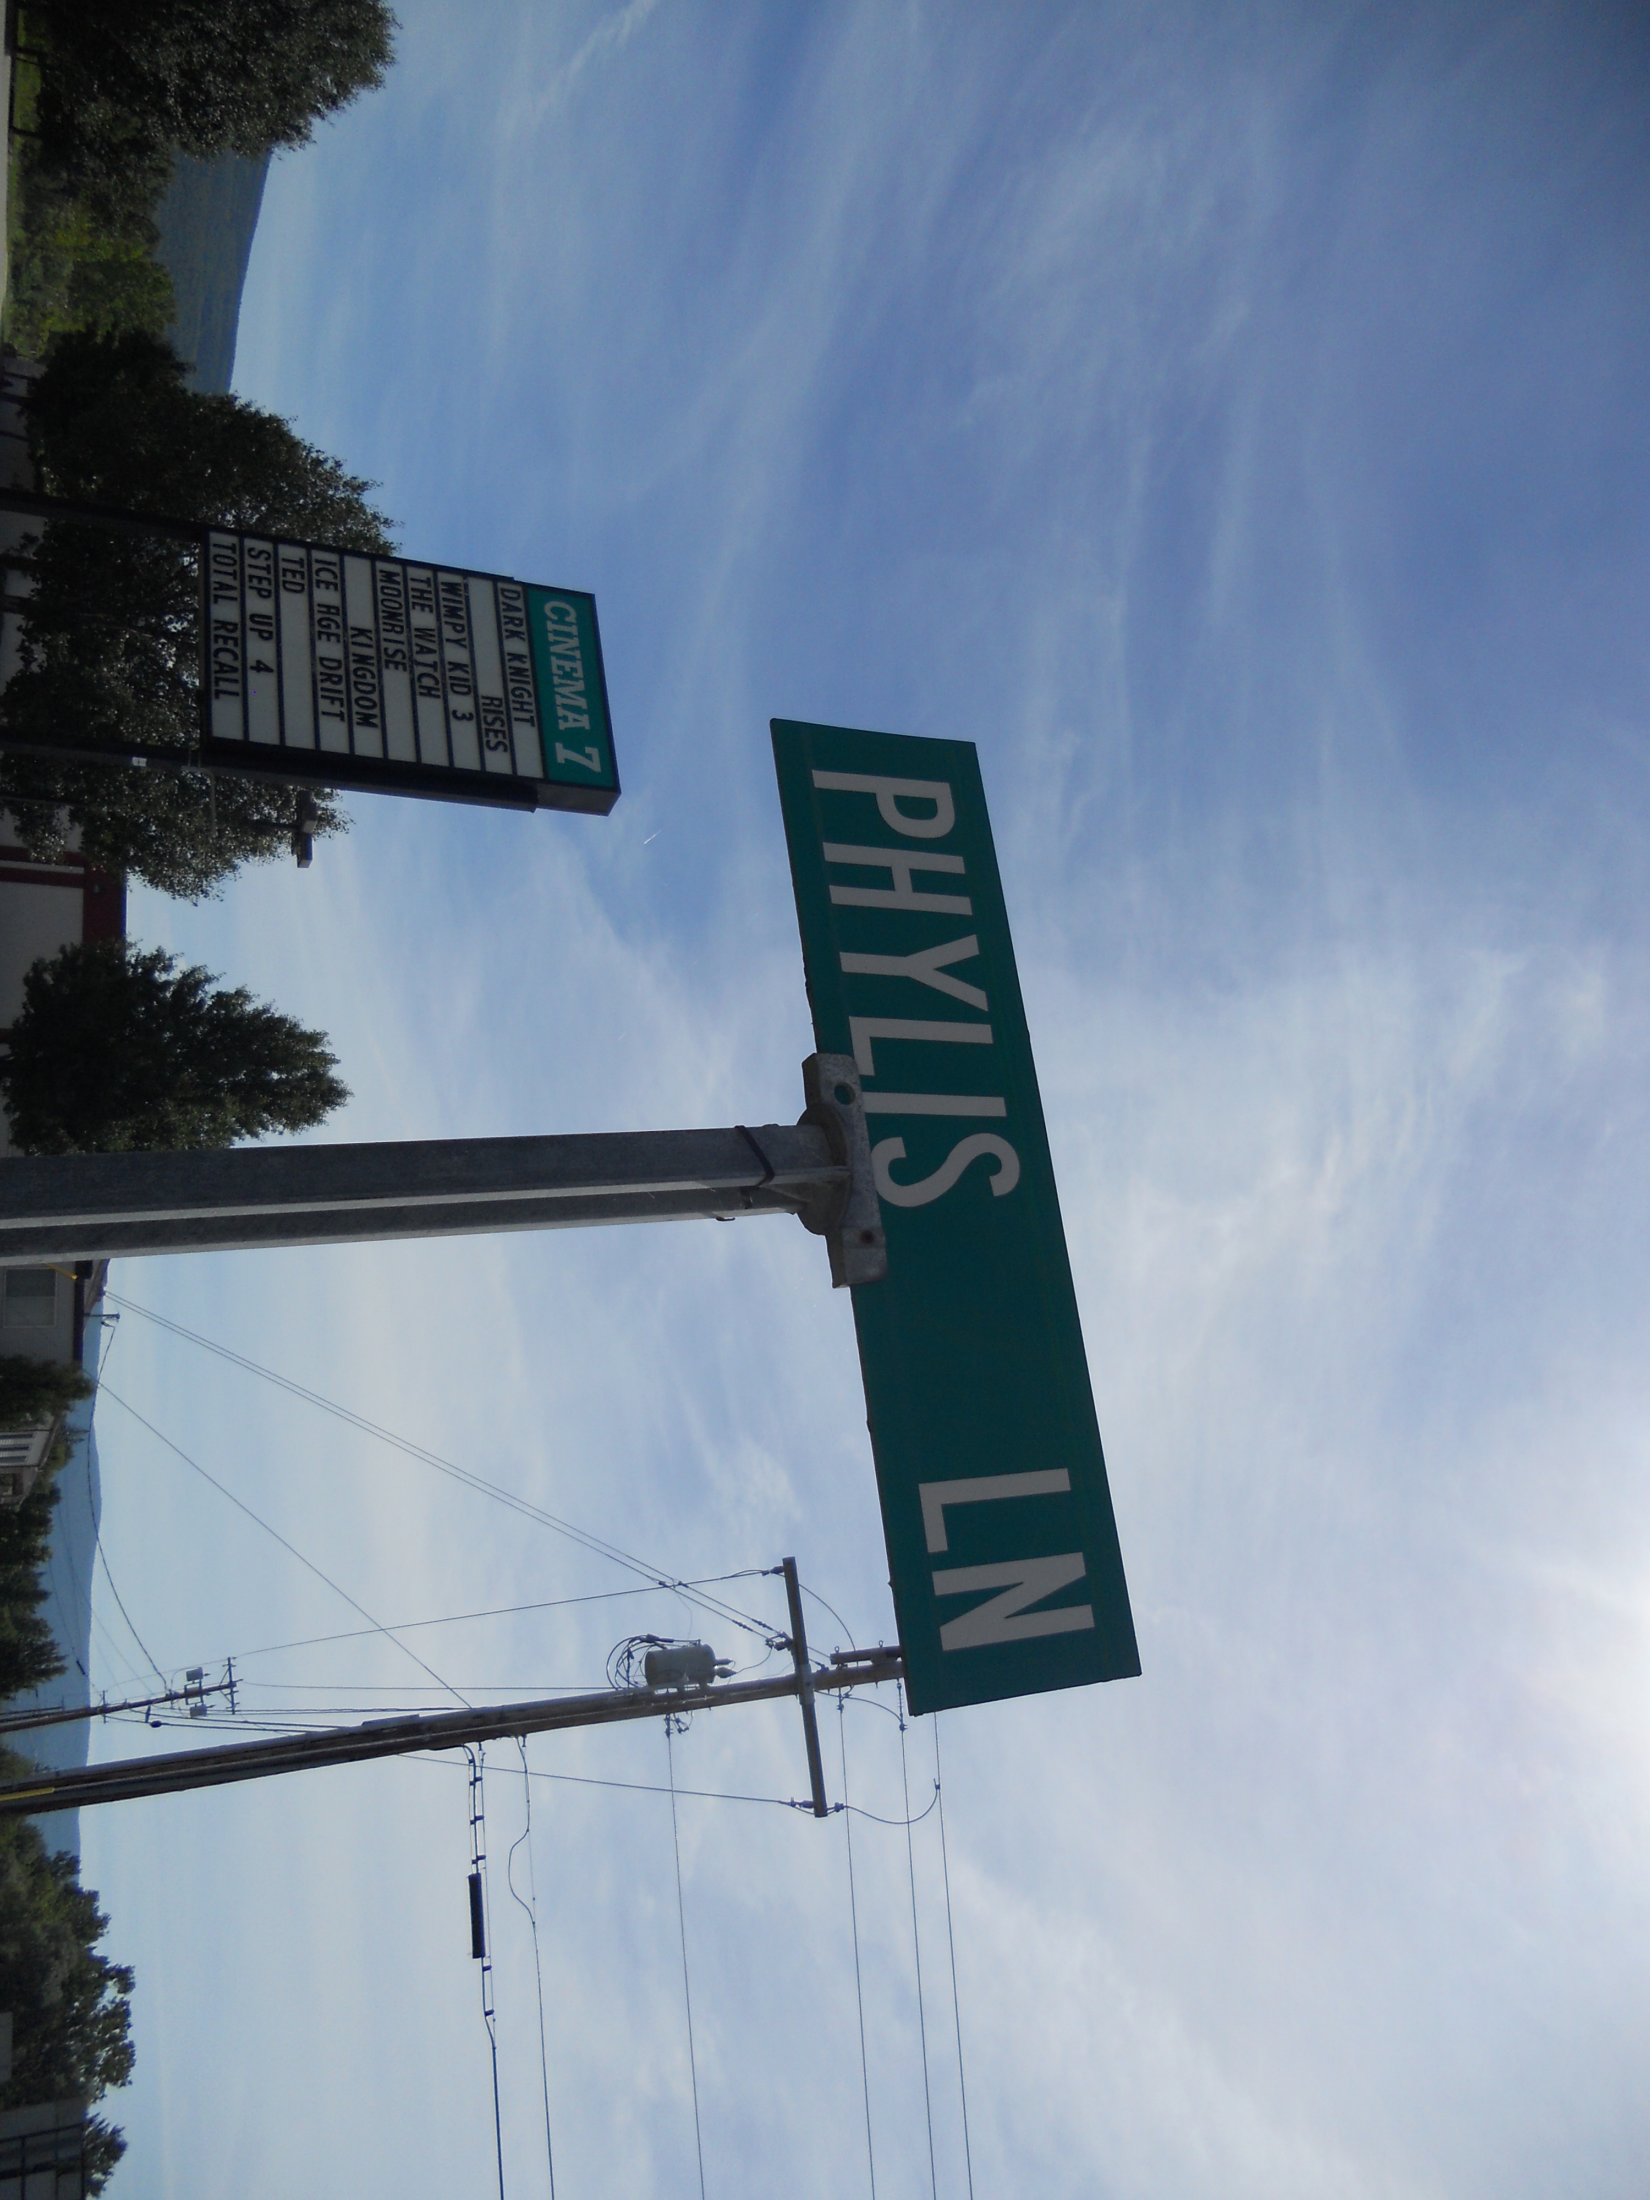 CINEMA 7
DARK KNIGHT
RISES
WIMPY KID 3
THE WATCH
MOONRISE
KINGDOM
ICE AGE DRIFT
TED
STEP UP 4
TOTAL RECALL
PHYLIS LN